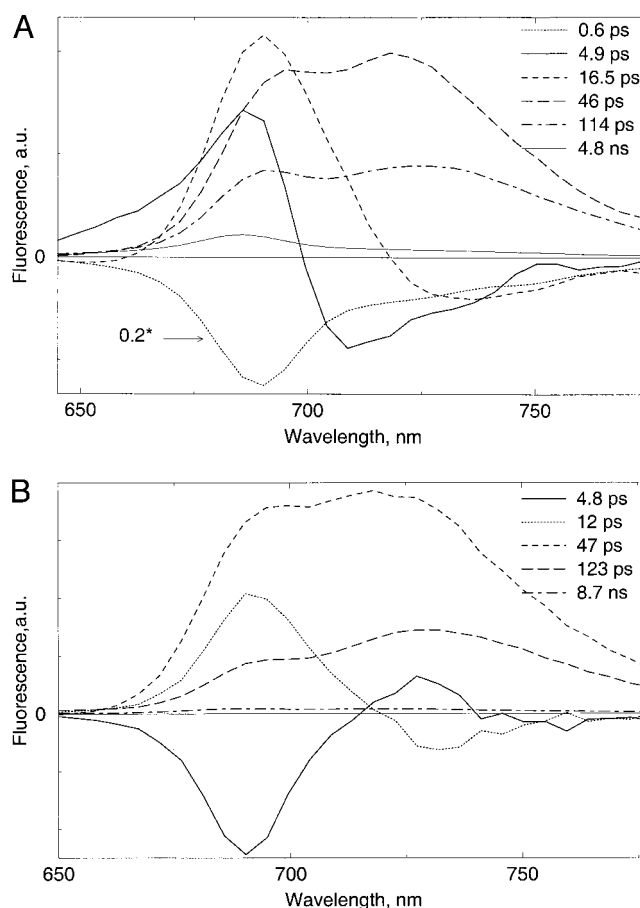 A
0.6 ps
4.9 ps
16.5 ps
46 ps
114 ps
4.8 ns
Fluorescence, a.u.
0
0.2*
650 700 750
Wavelength, nm
B
4.8 ps
12 ps
47 ps
123 ps
8.7 ns
Fluorescence,a.u.
0
650 700 750
Wavelength, nm